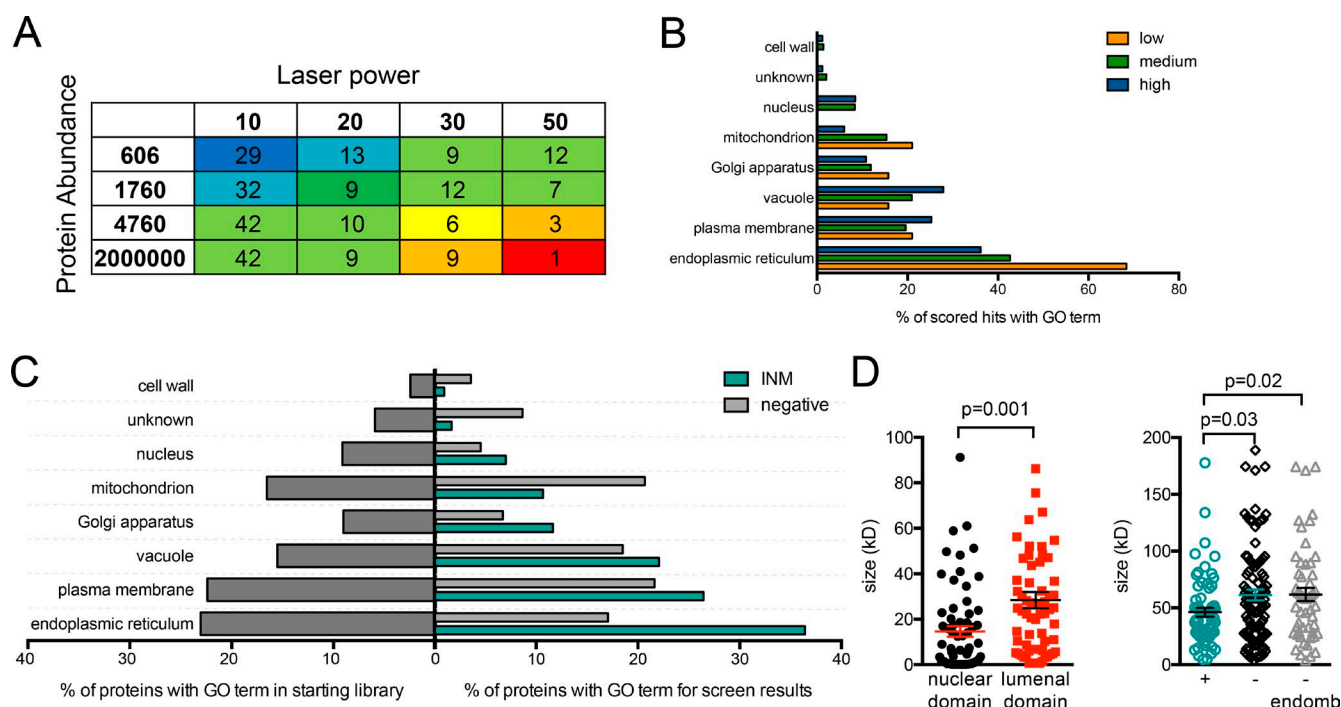 A
Laser power
Protein Abundance
10 20 30 50
606 29 13 9 12
1760 32 9 12 7
4760 42 10 6 3
2000000 42 9 9 1
B
low
medium
high
cell wall
unknown
nucleus
mitochondrion
Golgi apparatus
vacuole
plasma membrane
endoplasmic reticulum
0 20 40 60 80
% of scored hits with GO term
C
INM
negative
cell wall
unknown
nucleus
mitochondrion
Golgi apparatus
vacuole
plasma membrane
endoplasmic reticulum
40 30 20 10 0 10 20 30 40
% of proteins with GO term in starting library
% of proteins with GO term for screen results
D
p=0.001
size (kD)
100
80
60
40
20
0
nuclear domain
lumenal domain
p=0.02
p=0.03
size (kD)
200
150
100
50
0
+ - -
endomb.